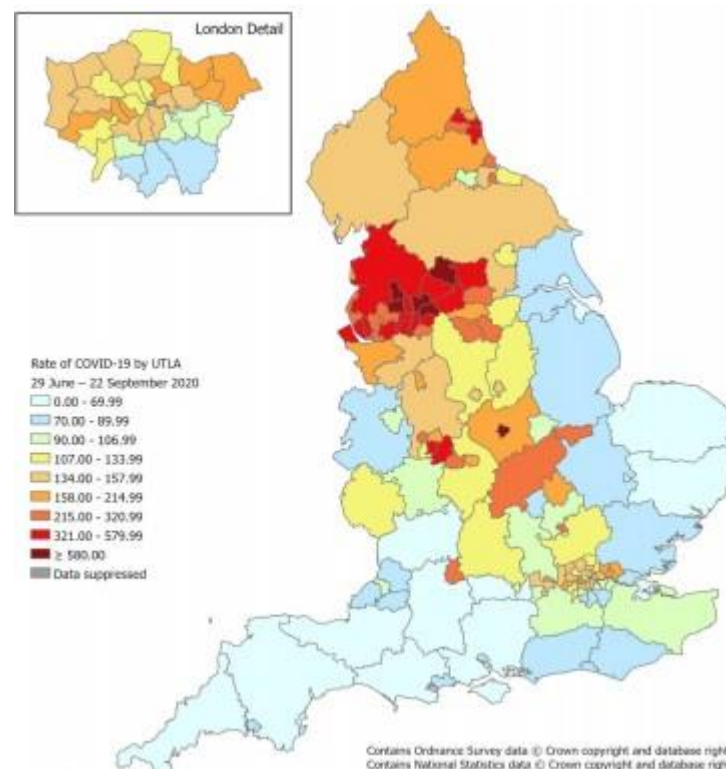 London Detail
Rate of COVID-19 by UTLA
29 June – 22 September 2020
0.00 - 69.99
70.00 - 89.99
90.00 - 106.99
107.00 - 133.99
134.00 - 157.99
158.00 - 214.99
215.00 - 320.99
321.00 - 579.99
≥ 580.00
Data suppressed
Contains Ordnance Survey data © Crown copyright and database righ
Contains National Statistics data © Crown copyright and database righ